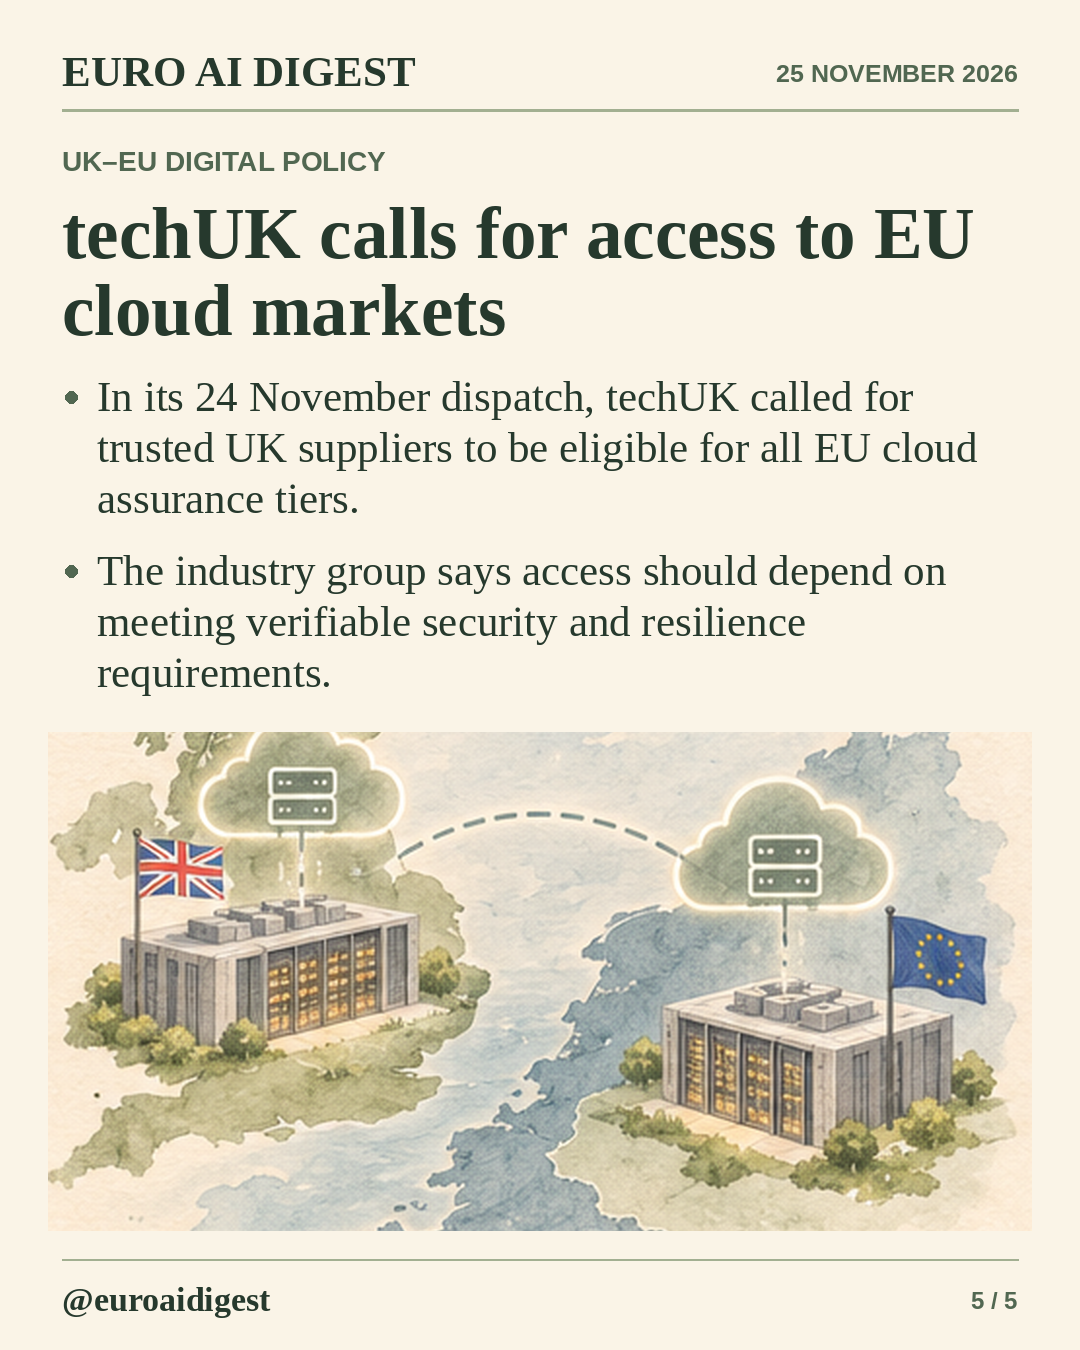 EURO AI DIGEST
25 NOVEMBER 2026
UK–EU DIGITAL POLICY
techUK calls for access to EU
cloud markets
• In its 24 November dispatch, techUK called for
trusted UK suppliers to be eligible for all EU cloud
assurance tiers.
• The industry group says access should depend on
meeting verifiable security and resilience
requirements.
@euroaidigest
5 / 5